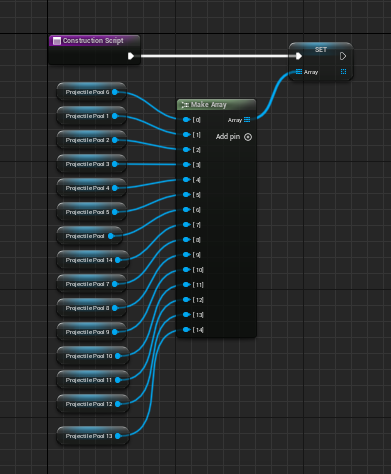 Construction Script
SET
Array
Projectile Pool 6
Make Array
Projectile Pool 1
[0]
Array
Projectile Pool 2
[1]
Add pin
Projectile Pool 3
[2]
Projectile Pool 4
[3]
Projectile Pool 5
[4]
Projectile Pool
[5]
Projectile Pool 14
[6]
Projectile Pool 7
[7]
Projectile Pool 8
[8]
Projectile Pool 9
[9]
Projectile Pool 10
[10]
Projectile Pool 11
[11]
Projectile Pool 12
[12]
Projectile Pool 13
[13]
[14]